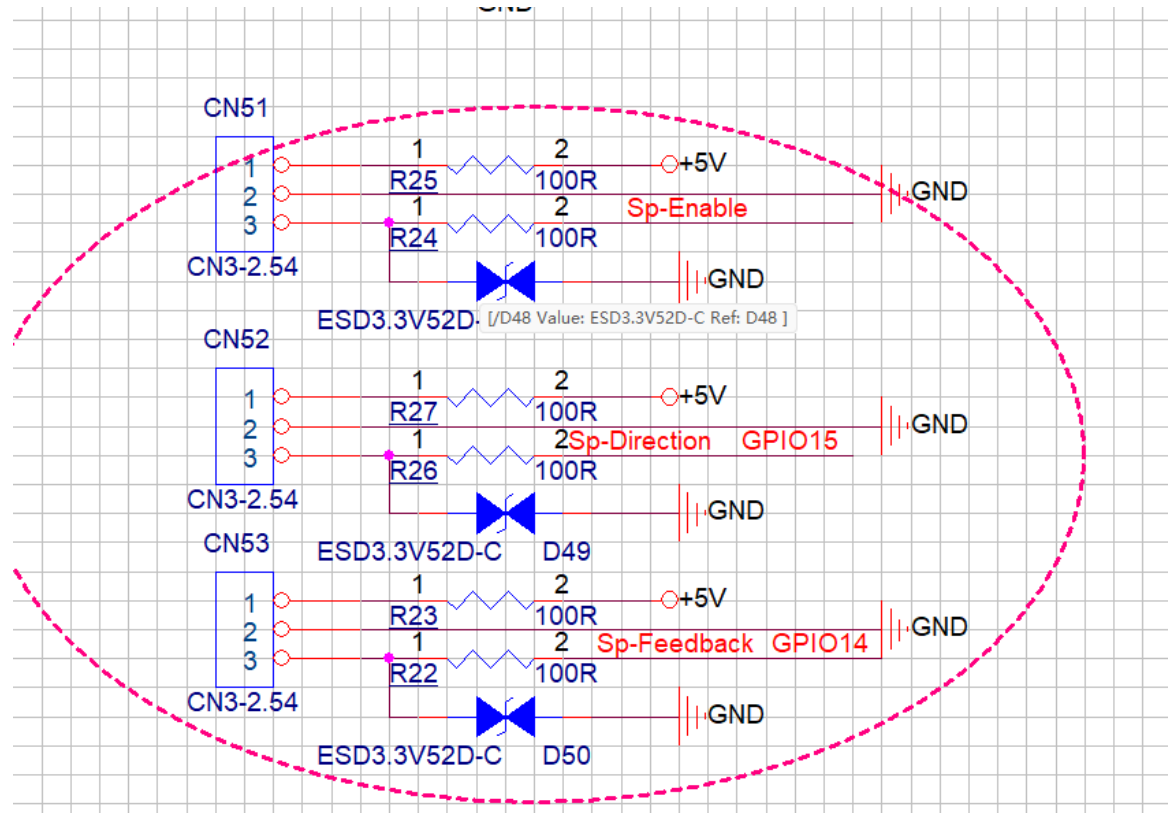 GND
CN51
1 1 2 +5V
R25 100R
2 GND
1 2 Sp-Enable
3 R24 100R
CN3-2.54
GND
ESD3.3V52D- [/D48 Value: ESD3.3V52D-C Ref: D48 ]
CN52
1 1 2 +5V
R27 100R
2 GND
1 2 Sp-Direction GPIO15
3 R26 100R
CN3-2.54
GND
ESD3.3V52D-C D49
CN53
1 1 2 +5V
R23 100R
2 GND
1 2 Sp-Feedback GPIO14
3 R22 100R
CN3-2.54
GND
ESD3.3V52D-C D50